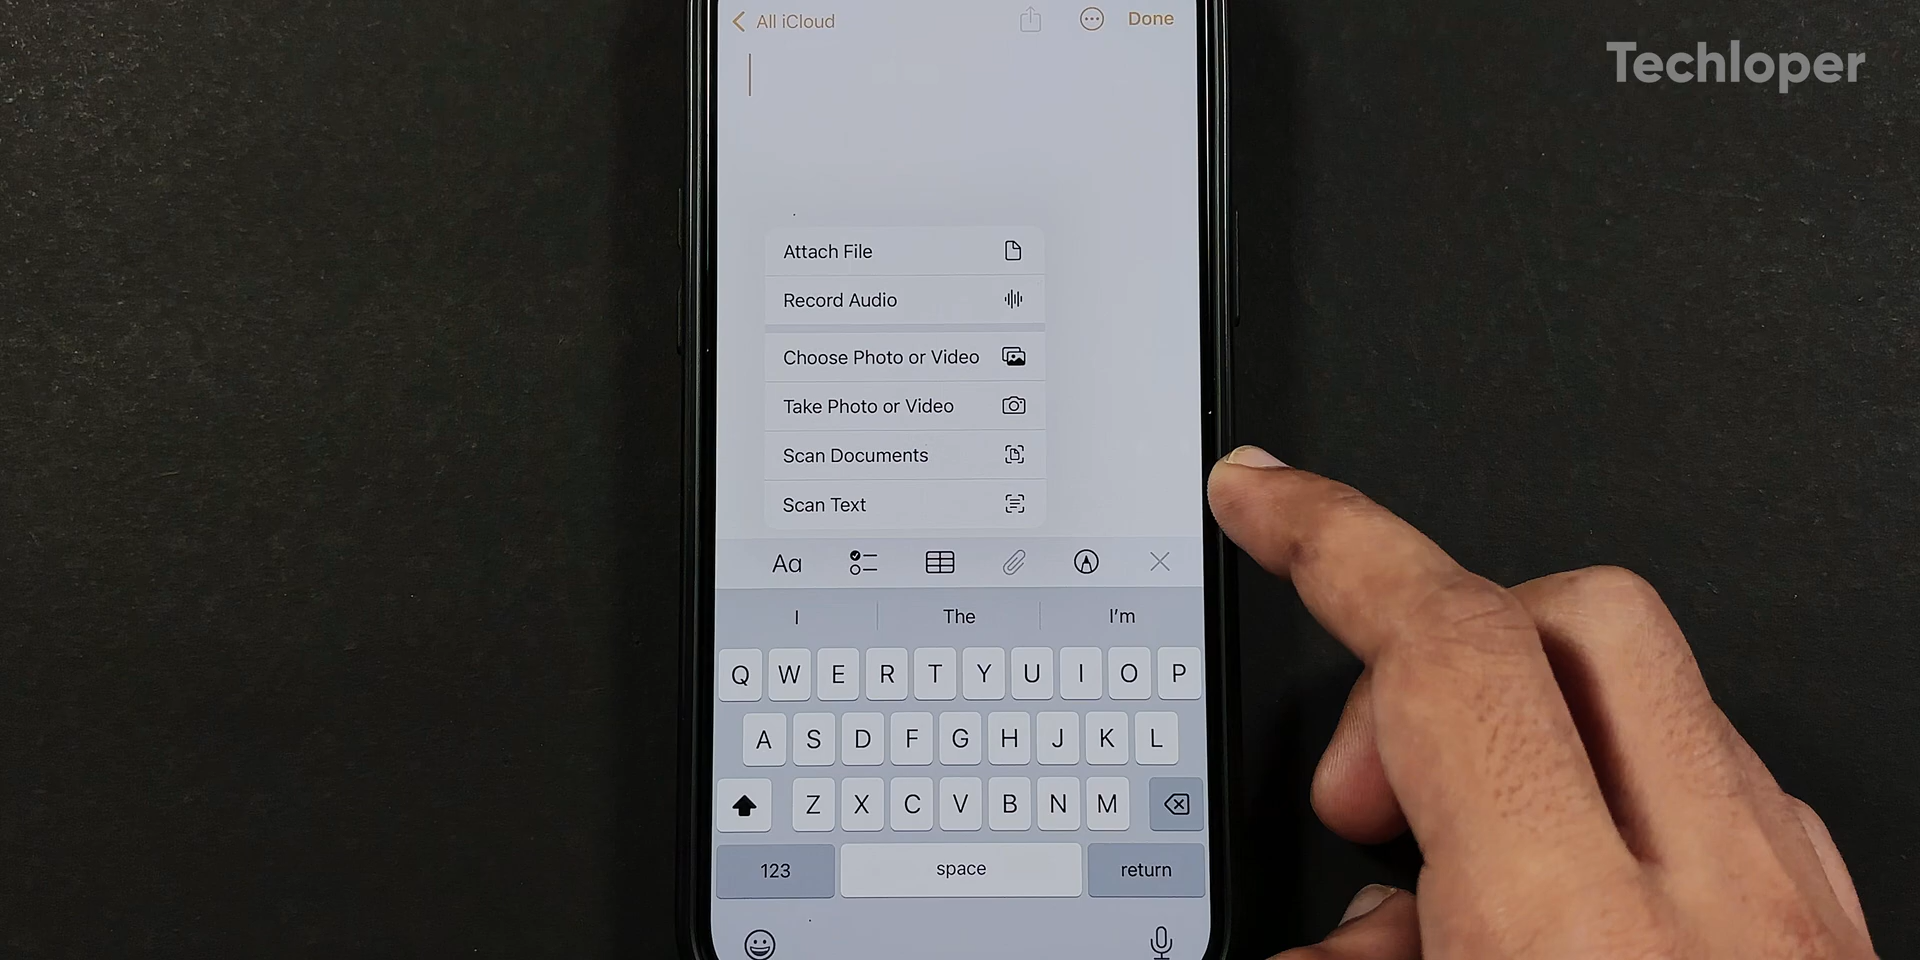 All iCloud
Done
Techloper
Attach File
Record Audio
Choose Photo or Video
Take Photo or Video
Scan Documents
Scan Text
Aa
I The I'm
Q W E R T Y U I O P
A S D F G H J K L
Z X C V B N M
123 space return